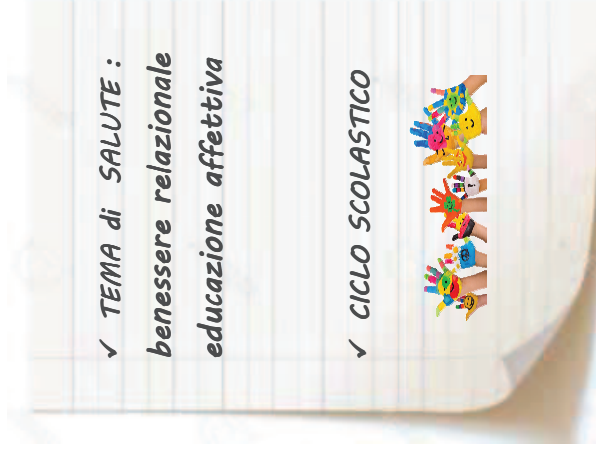 ✓ TEMA di SALUTE :
benessere relazionale
educazione affettiva
✓ CICLO SCOLASTICO